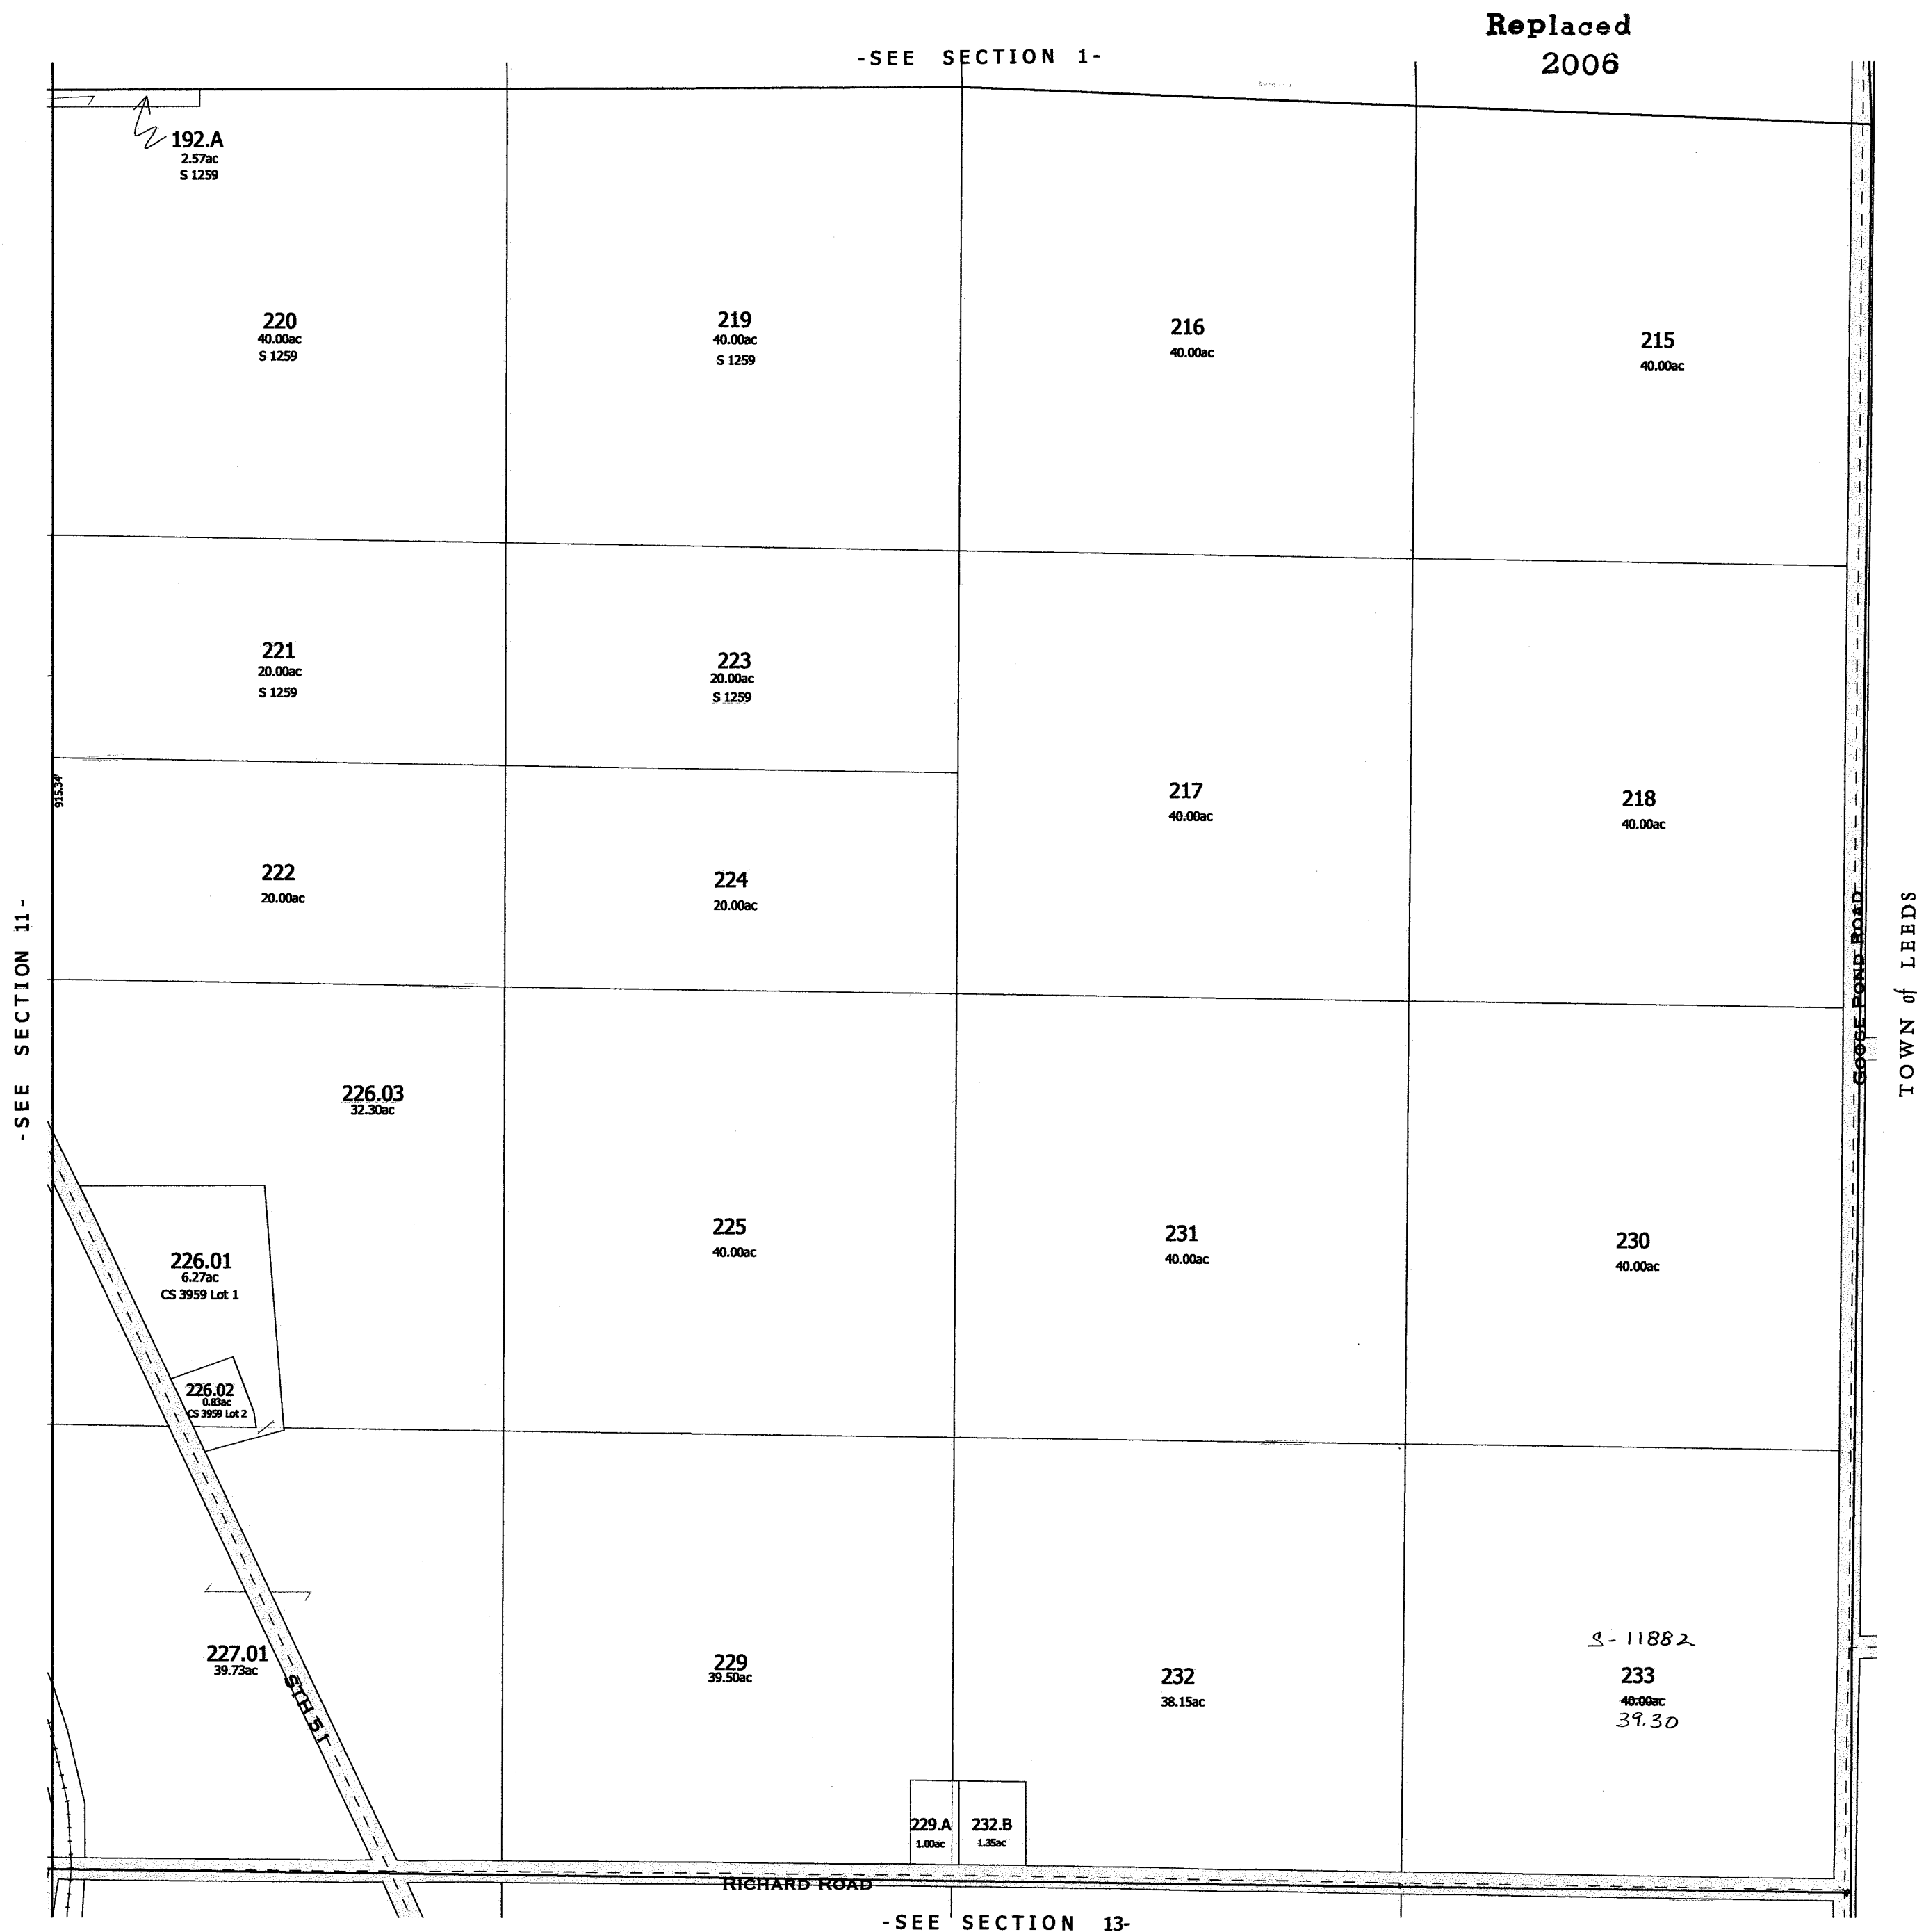 Replaced
2006
-SEE SECTION 1-
192.A
2.57ac
S 1259
220
40.00ac
S 1259
219
40.00ac
S 1259
216
40.00ac
215
40.00ac
221
20.00ac
S 1259
223
20.00ac
S 1259
915.34'
217
40.00ac
218
40.00ac
222
20.00ac
224
20.00ac
-SEE SECTION 11-
GOOSE POND ROAD
TOWN of LEEDS
226.03
32.30ac
226.01
6.27ac
CS 3959 Lot 1
225
40.00ac
231
40.00ac
230
40.00ac
226.02
0.83ac
CS 3959 Lot 2
227.01
39.73ac
STH 51
229
39.50ac
232
38.15ac
S-11882
233
40.00ac
39.30
229.A
1.00ac
232.B
1.35ac
RICHARD ROAD
-SEE SECTION 13-